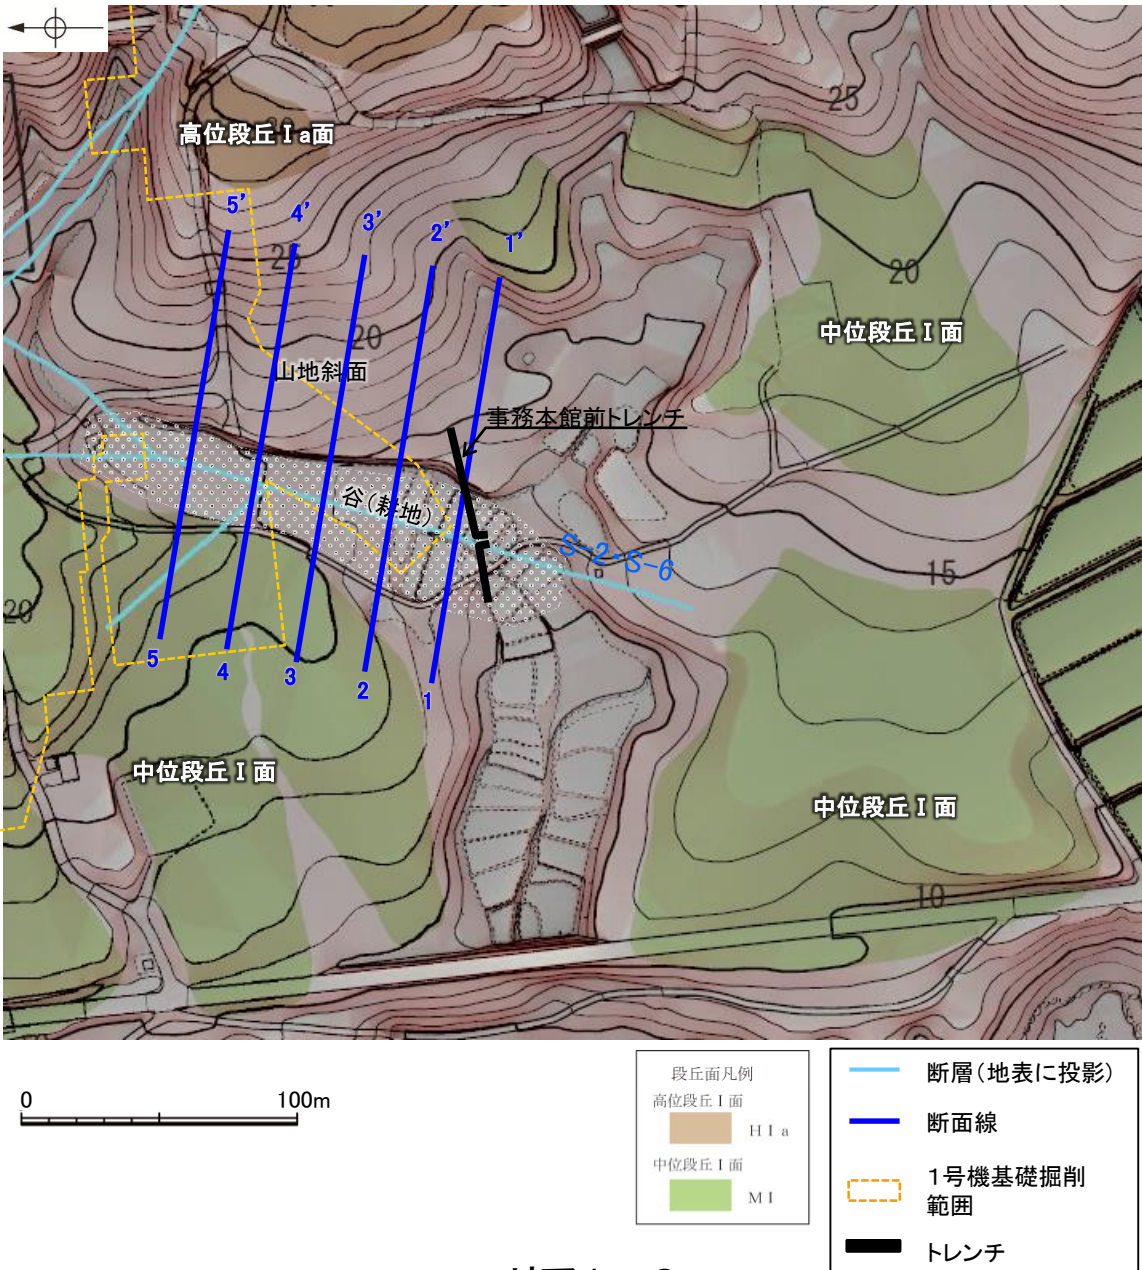 25
高位段丘Ⅰa面
5'
4'
3'
2'
1'
25
20
20
中位段丘Ⅰ面
山地斜面
事務本館前トレンチ
谷(耕地)
S-2・S-6
15
20
5
4
3
2
1
中位段丘Ⅰ面
中位段丘Ⅰ面
10
0 100m
段丘面凡例
高位段丘Ⅰ面
HⅠa
中位段丘Ⅰ面
MⅠ
断層(地表に投影)
断面線
1号機基礎掘削
範囲
トレンチ